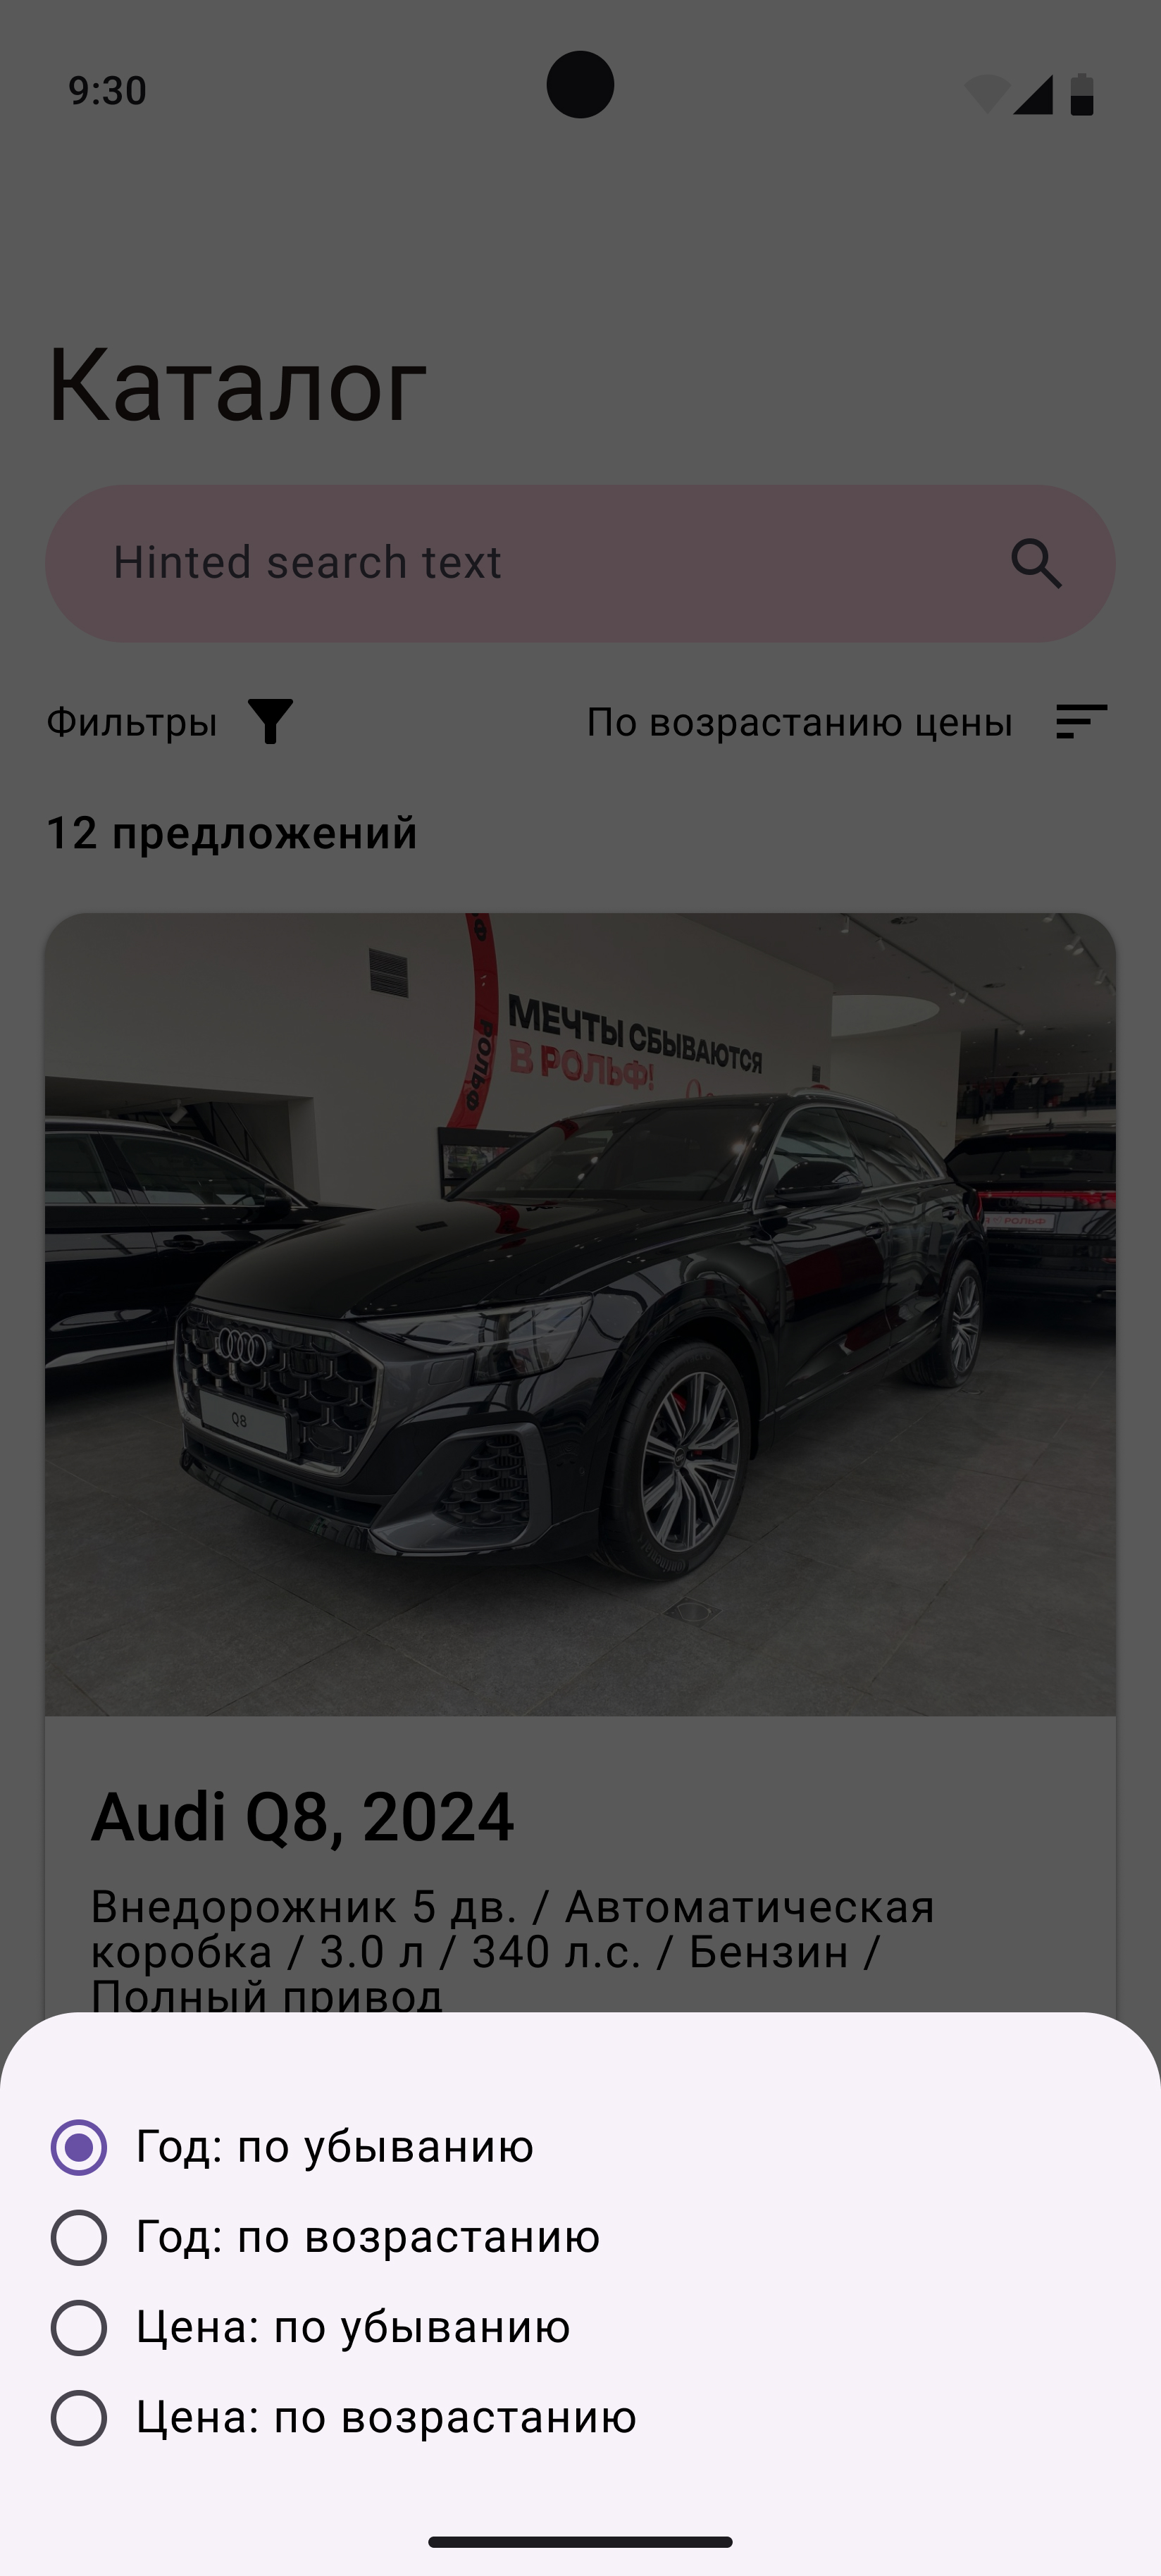 9:30
Каталог
Hinted search text
Фильтры
По возрастанию цены
12 предложений
РОЛЬФ
МЕЧТЫ СБЫВАЮТСЯ
В РОЛЬФ!
РОЛЬФ
Q8
Audi Q8, 2024
Внедорожник 5 дв. / Автоматическая
коробка / 3.0 л / 340 л.с. / Бензин /
Полный привод
Год: по убыванию
Год: по возрастанию
Цена: по убыванию
Цена: по возрастанию